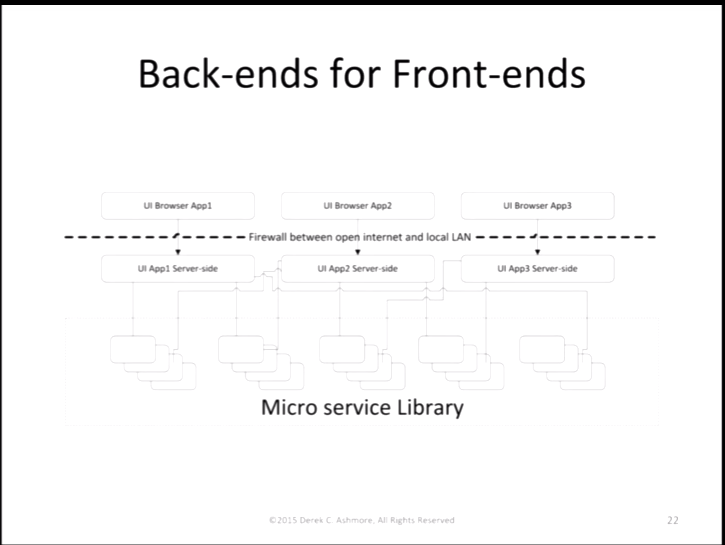 Back-ends for Front-ends
UI Browser App1
UI Browser App2
UI Browser App3
Firewall between open internet and local LAN
UI App1 Server-side
UI App2 Server-side
UI App3 Server-side
Micro service Library
©2015 Derek C. Ashmore, All Rights Reserved
22